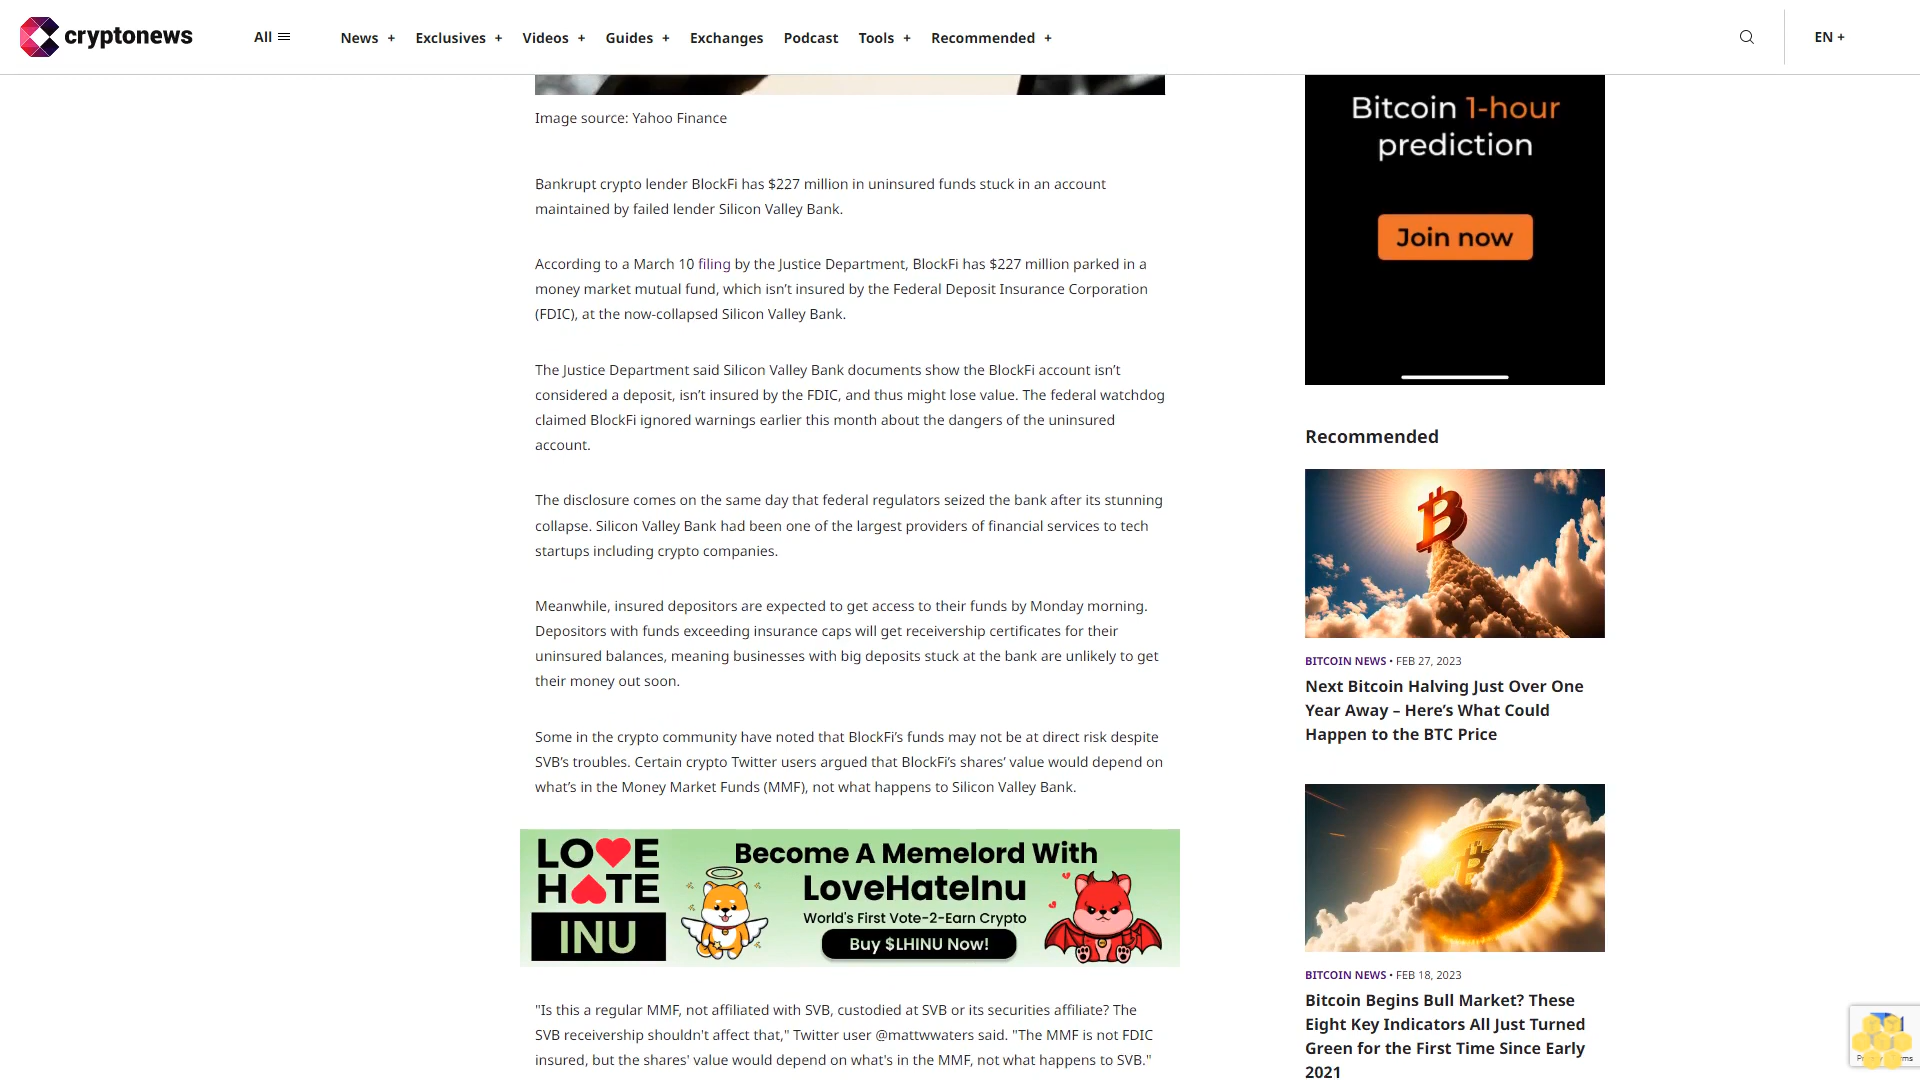 cryptonews
All
News +
Exclusives +
Videos +
Guides +
Exchanges
Podcast
Tools +
Recommended +
EN +
Image source: Yahoo Finance
Bankrupt crypto lender BlockFi has $227 million in uninsured funds stuck in an account
maintained by failed lender Silicon Valley Bank.
According to a March 10 filing by the Justice Department, BlockFi has $227 million parked in a
money market mutual fund, which isn’t insured by the Federal Deposit Insurance Corporation
(FDIC), at the now-collapsed Silicon Valley Bank.
The Justice Department said Silicon Valley Bank documents show the BlockFi account isn’t
considered a deposit, isn’t insured by the FDIC, and thus might lose value. The federal watchdog
claimed BlockFi ignored warnings earlier this month about the dangers of the uninsured
account.
The disclosure comes on the same day that federal regulators seized the bank after its stunning
collapse. Silicon Valley Bank had been one of the largest providers of financial services to tech
startups including crypto companies.
Meanwhile, insured depositors are expected to get access to their funds by Monday morning.
Depositors with funds exceeding insurance caps will get receivership certificates for their
uninsured balances, meaning businesses with big deposits stuck at the bank are unlikely to get
their money out soon.
Some in the crypto community have noted that BlockFi’s funds may not be at direct risk despite
SVB’s troubles. Certain crypto Twitter users argued that BlockFi’s shares’ value would depend on
what’s in the Money Market Funds (MMF), not what happens to Silicon Valley Bank.
LOVE
HATE
INU
Become A Memelord With
LoveHateInu
World's First Vote-2-Earn Crypto
Buy $LHINU Now!
"Is this a regular MMF, not affiliated with SVB, custodied at SVB or its securities affiliate? The
SVB receivership shouldn't affect that," Twitter user @mattwwaters said. "The MMF is not FDIC
insured, but the shares' value would depend on what's in the MMF, not what happens to SVB."
Bitcoin 1-hour
prediction
Join now
Recommended
BITCOIN NEWS • FEB 27, 2023
Next Bitcoin Halving Just Over One
Year Away – Here’s What Could
Happen to the BTC Price
BITCOIN NEWS • FEB 18, 2023
Bitcoin Begins Bull Market? These
Eight Key Indicators All Just Turned
Green for the First Time Since Early
2021